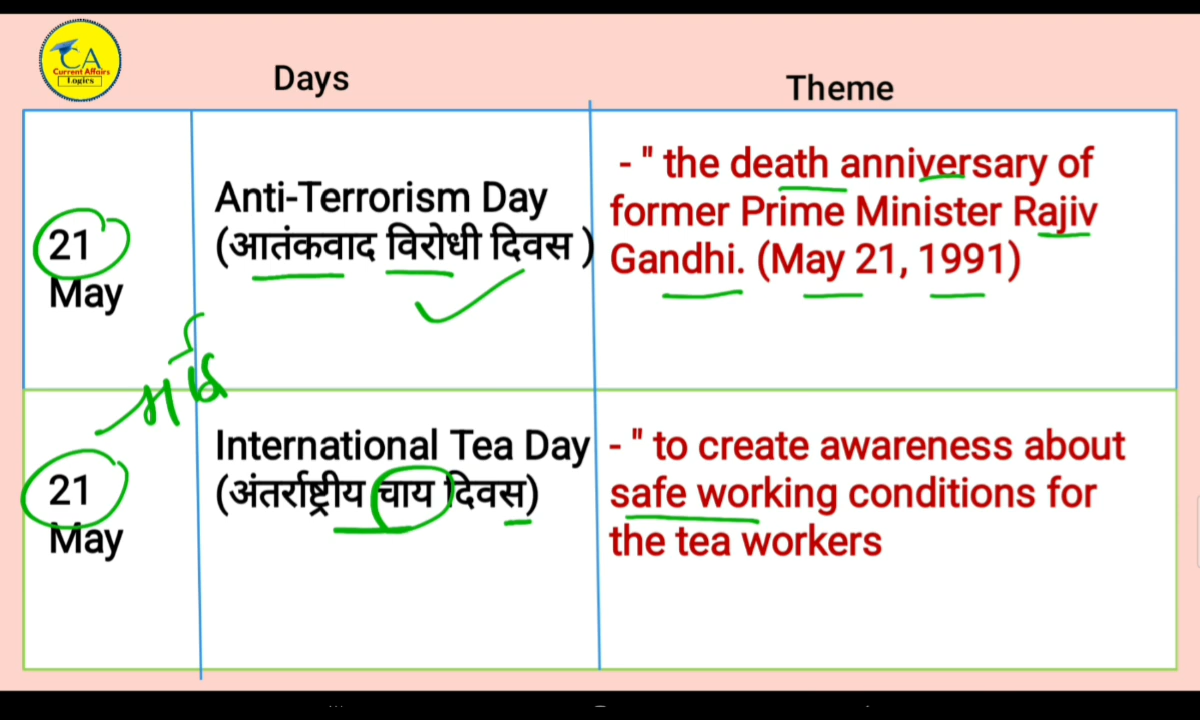 CA
Current Affairs
Logics
Days
Theme
21
May
Anti-Terrorism Day
(आतंकवाद विरोधी दिवस )
- " the death anniversary of
former Prime Minister Rajiv
Gandhi. (May 21, 1991)
21
May
International Tea Day
(अंतर्राष्ट्रीय चाय दिवस)
- " to create awareness about
safe working conditions for
the tea workers